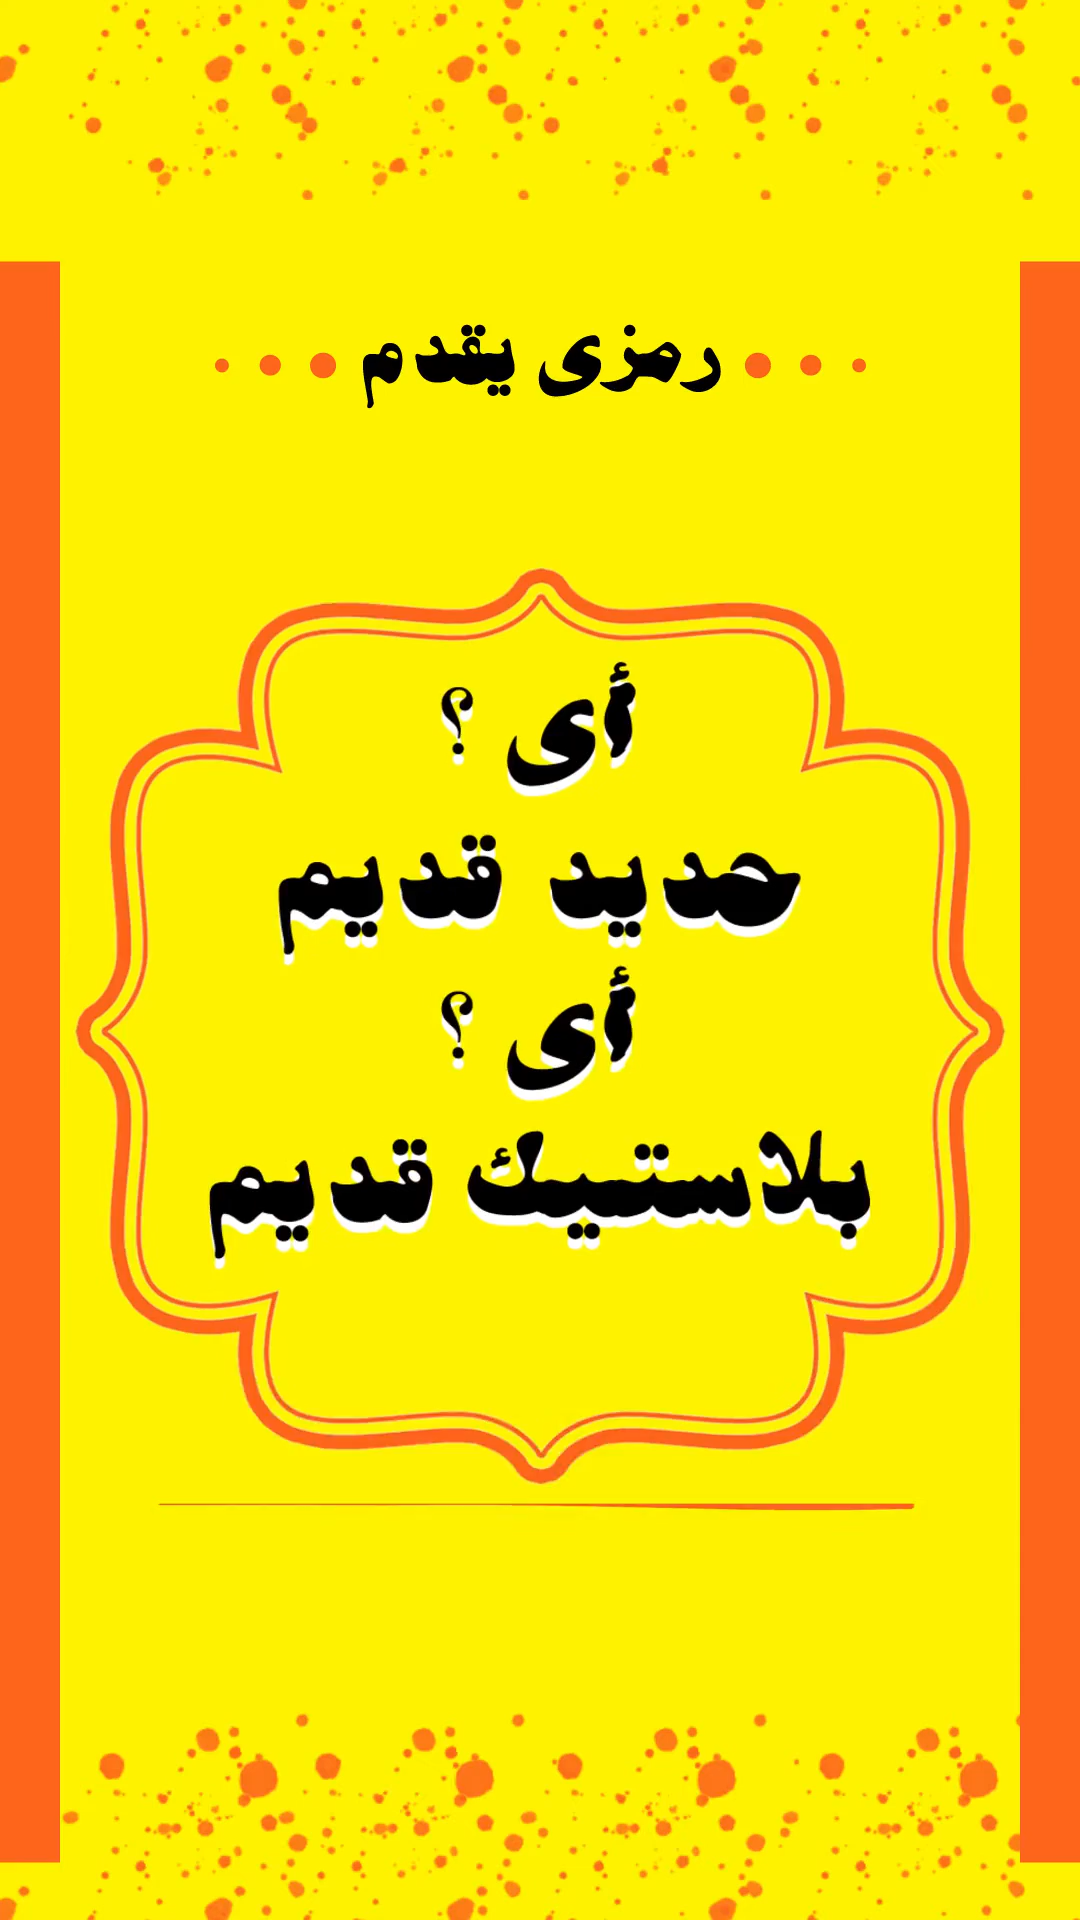 رمزى يقدم
أى ؟
حديد قديم
أى ؟
بلاستيك قديم